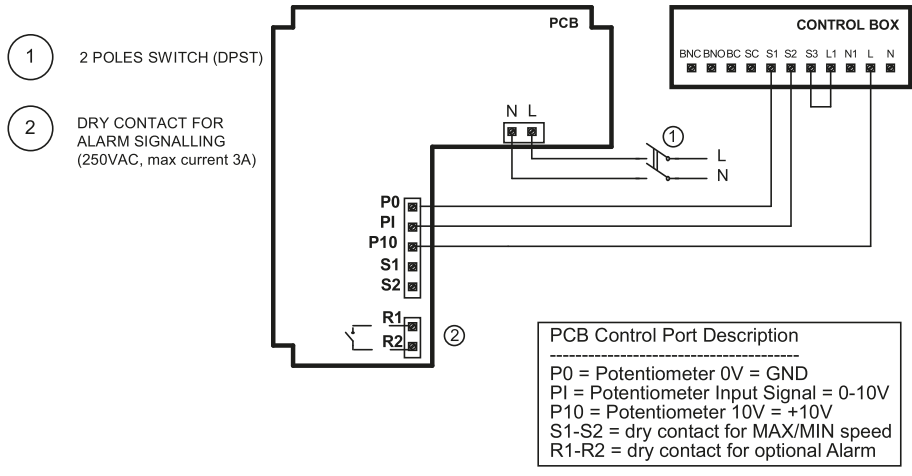 PCB
CONTROL BOX
BNC BNO BC SC S1 S2 S3 L1 N1 L N
1
2 POLES SWITCH (DPST)
2
DRY CONTACT FOR
ALARM SIGNALLING
(250VAC, max current 3A)
N L
1
L
N
P0
PI
P10
S1
S2
R1
R2
2
PCB Control Port Description
----------------------------------------
P0 = Potentiometer 0V = GND
PI = Potentiometer Input Signal = 0-10V
P10 = Potentiometer 10V = +10V
S1-S2 = dry contact for MAX/MIN speed
R1-R2 = dry contact for optional Alarm